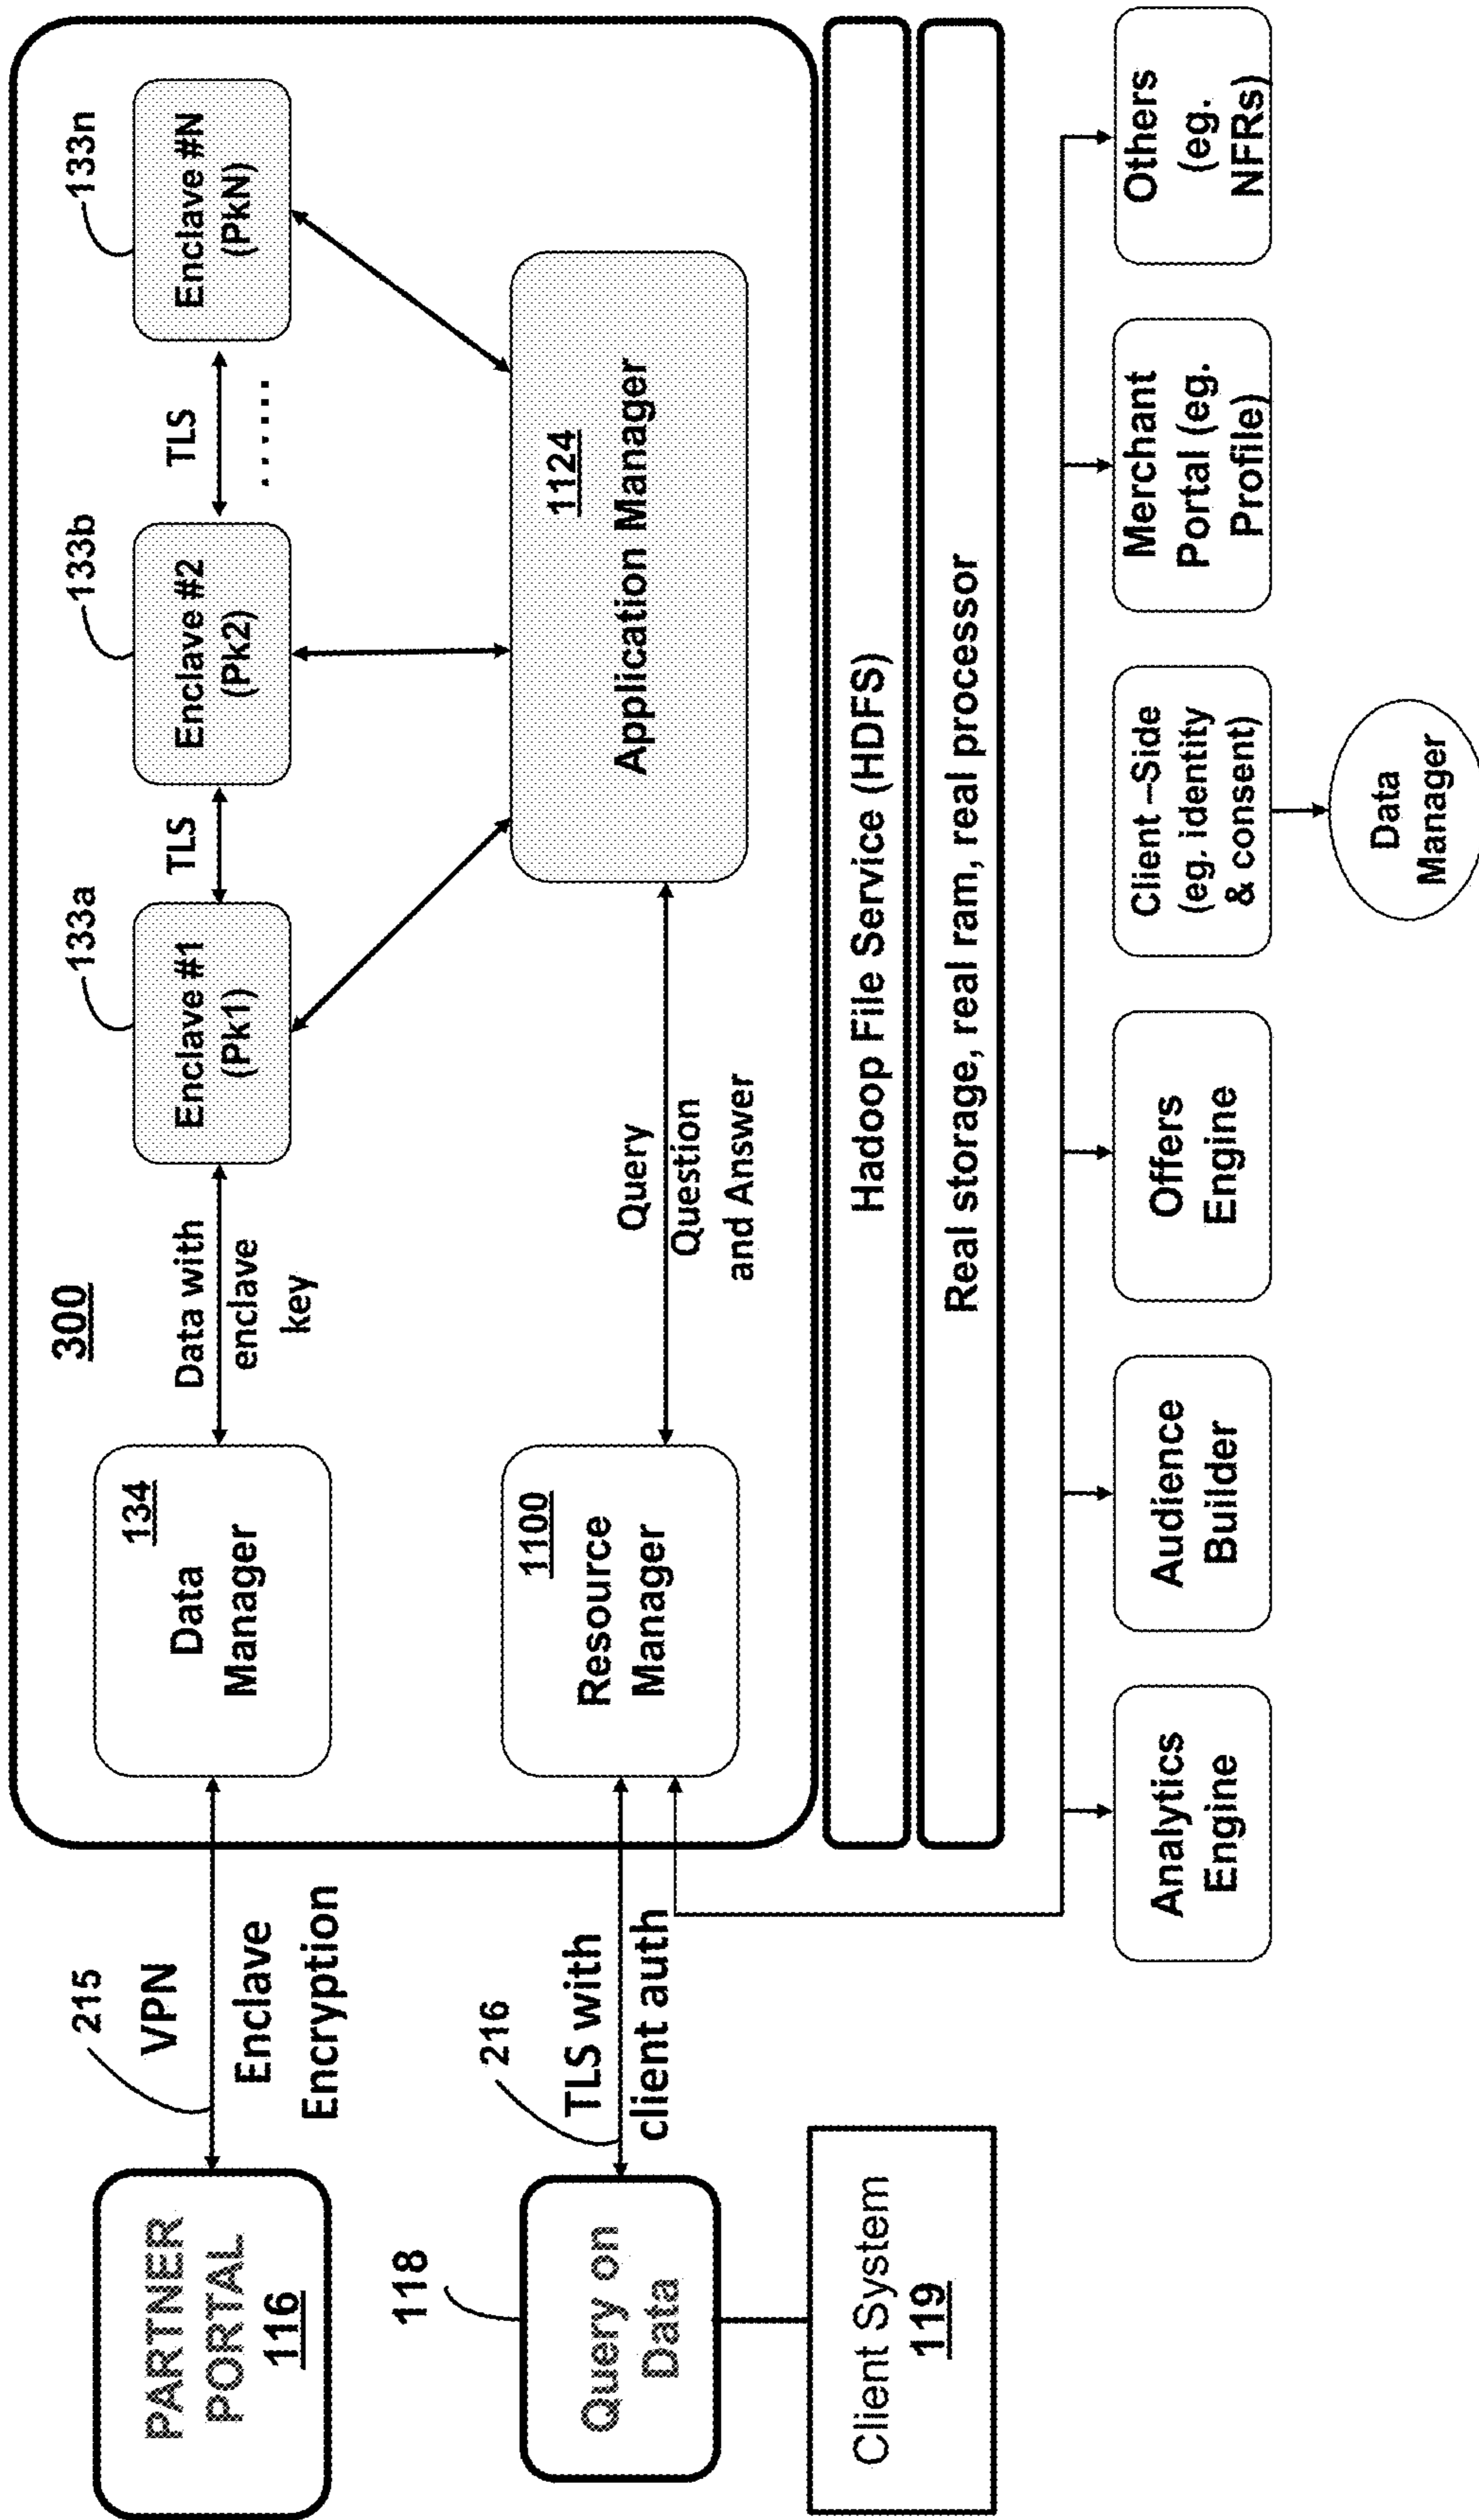 300
133a
133b
133n
215
VPN
Enclave
Encryption
PARTNER
PORTAL
116
134
Data
Manager
Data with
enclave
key
Enclave #1
(Pk1)
TLS
Enclave #2
(Pk2)
TLS
.......
Enclave #N
(PkN)
118
Query on
Data
216
TLS with
client auth
1100
Resource
Manager
Query
Question
and Answer
1124
Application Manager
Client System
119
Hadoop File Service (HDFS)
Real storage, real ram, real processor
Analytics
Engine
Audience
Builder
Offers
Engine
Client –Side
(eg. identity
& consent)
Merchant
Portal (eg.
Profile)
Others
(eg.
NFRs)
Data
Manager